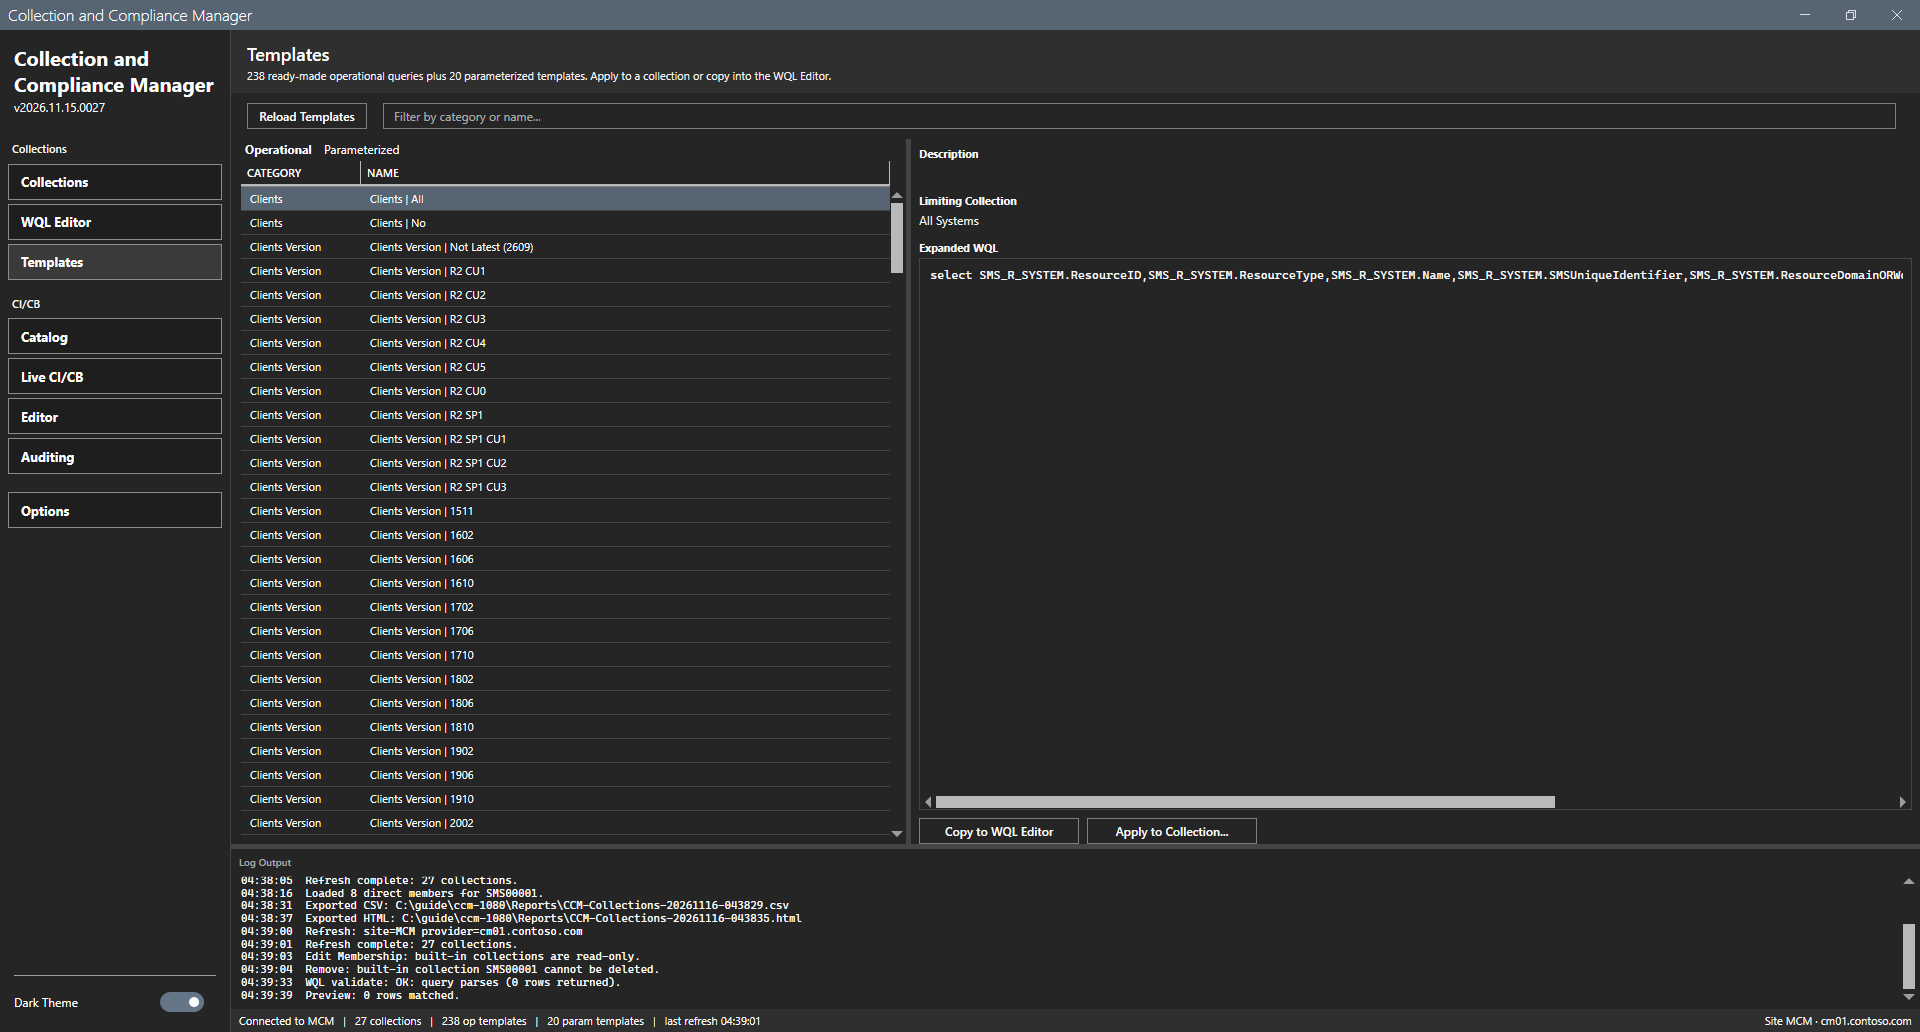 Collection and Compliance Manager
Collection and
Compliance Manager
v2026.11.15.0027
Collections
Collections
WQL Editor
Templates
CI/CB
Catalog
Live CI/CB
Editor
Auditing
Options
Dark Theme
Templates
238 ready-made operational queries plus 20 parameterized templates. Apply to a collection or copy into the WQL Editor.
Reload Templates
Filter by category or name...
Operational Parameterized
CATEGORY NAME
Clients Clients | All
Clients Clients | No
Clients Version Clients Version | Not Latest (2609)
Clients Version Clients Version | R2 CU1
Clients Version Clients Version | R2 CU2
Clients Version Clients Version | R2 CU3
Clients Version Clients Version | R2 CU4
Clients Version Clients Version | R2 CU5
Clients Version Clients Version | R2 CU0
Clients Version Clients Version | R2 SP1
Clients Version Clients Version | R2 SP1 CU1
Clients Version Clients Version | R2 SP1 CU2
Clients Version Clients Version | R2 SP1 CU3
Clients Version Clients Version | 1511
Clients Version Clients Version | 1602
Clients Version Clients Version | 1606
Clients Version Clients Version | 1610
Clients Version Clients Version | 1702
Clients Version Clients Version | 1706
Clients Version Clients Version | 1710
Clients Version Clients Version | 1802
Clients Version Clients Version | 1806
Clients Version Clients Version | 1810
Clients Version Clients Version | 1902
Clients Version Clients Version | 1906
Clients Version Clients Version | 1910
Clients Version Clients Version | 2002
Description
Limiting Collection
All Systems
Expanded WQL
select SMS_R_SYSTEM.ResourceID,SMS_R_SYSTEM.ResourceType,SMS_R_SYSTEM.Name,SMS_R_SYSTEM.SMSUniqueIdentifier,SMS_R_SYSTEM.ResourceDomainORW
Copy to WQL Editor
Apply to Collection...
Log Output
04:38:05 Refresh complete: 27 collections.
04:38:16 Loaded 8 direct members for SMS00001.
04:38:31 Exported CSV: C:\guide\ccm-1080\Reports\CCM-Collections-20261116-043829.csv
04:38:37 Exported HTML: C:\guide\ccm-1080\Reports\CCM-Collections-20261116-043835.html
04:39:00 Refresh: site=MCM provider=cm01.contoso.com
04:39:01 Refresh complete: 27 collections.
04:39:03 Edit Membership: built-in collections are read-only.
04:39:04 Remove: built-in collection SMS00001 cannot be deleted.
04:39:33 WQL validate: OK: query parses (0 rows returned).
04:39:39 Preview: 0 rows matched.
Connected to MCM | 27 collections | 238 op templates | 20 param templates | last refresh 04:39:01
Site MCM · cm01.contoso.com